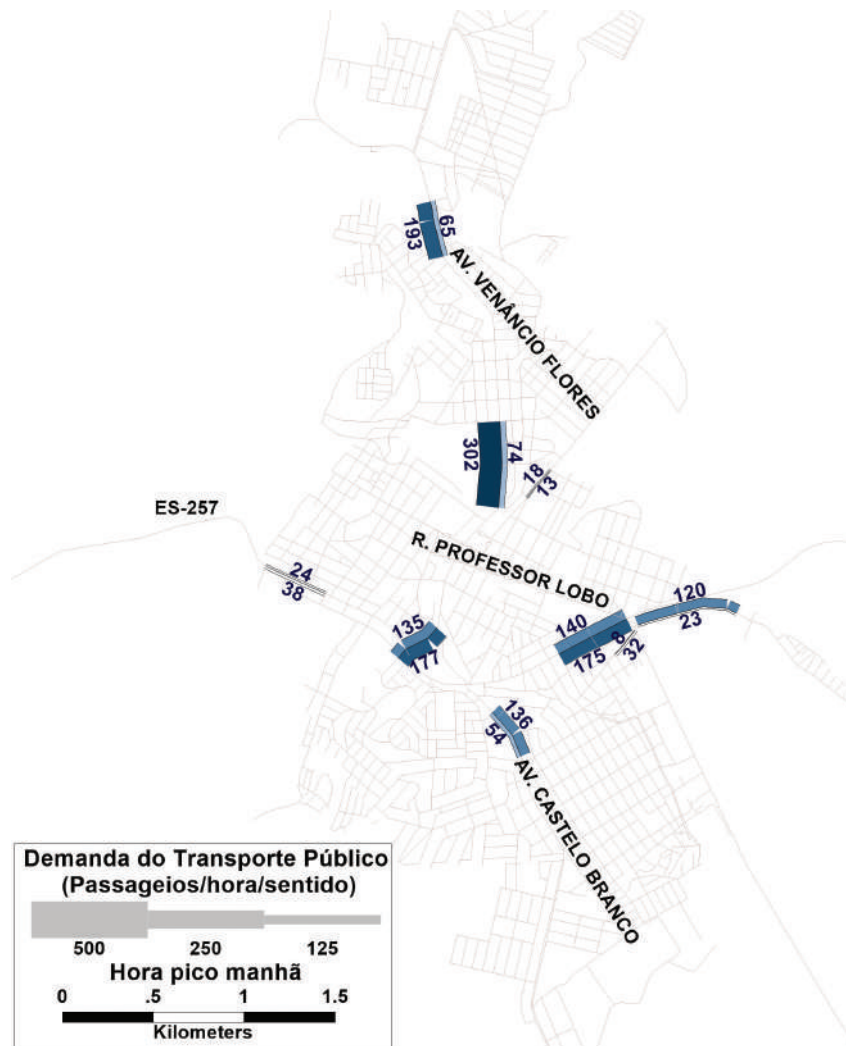 65
193
AV. VENÂNCIO FLORES
302
74
18
13
ES-257
R. PROFESSOR LOBO
24
38
120
23
140
175
8
32
135
177
136
54
AV. CASTELO BRANCO
Demanda do Transporte Público
(Passageios/hora/sentido)
500 250 125
Hora pico manhã
0 .5 1 1.5
Kilometers